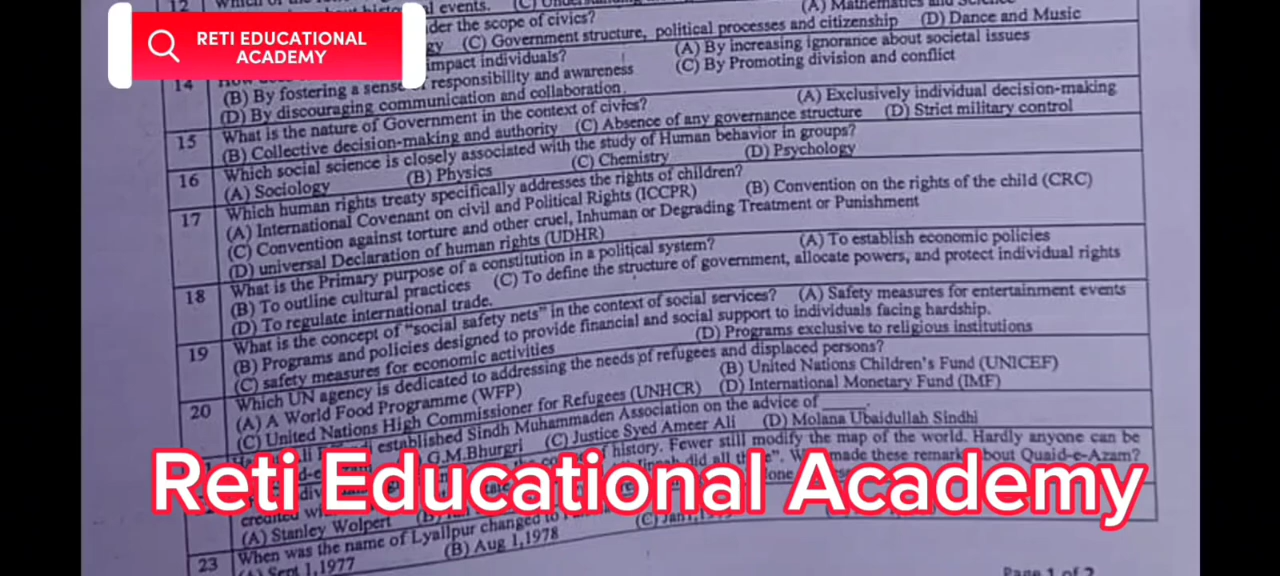 12
al events.
(A) Mathematics and Science
RETI EDUCATIONAL
ACADEMY
der the scope of civics?
(C) Government structure, political processes and citizenship (D) Dance and Music
impact individuals? (A) By increasing ignorance about societal issues
14
(B) By fostering a sense of responsibility and awareness (C) By Promoting division and conflict
(D) By discouraging communication and collaboration.
15 What is the nature of Government in the context of civics? (A) Exclusively individual decision-making
(B) Collective decision-making and authority (C) Absence of any governance structure (D) Strict military control
16 Which social science is closely associated with the study of Human behavior in groups?
(A) Sociology (B) Physics (C) Chemistry (D) Psychology
17 Which human rights treaty specifically addresses the rights of children?
(A) International Covenant on civil and Political Rights (ICCPR) (B) Convention on the rights of the child (CRC)
(C) Convention against torture and other cruel, Inhuman or Degrading Treatment or Punishment
(D) universal Declaration of human rights (UDHR)
18 What is the Primary purpose of a constitution in a political system? (A) To establish economic policies
(B) To outline cultural practices (C) To define the structure of government, allocate powers, and protect individual rights
(D) To regulate international trade.
19 What is the concept of "social safety nets" in the context of social services? (A) Safety measures for entertainment events
(B) Programs and policies designed to provide financial and social support to individuals facing hardship.
(C) safety measures for economic activities (D) Programs exclusive to religious institutions
20 Which UN agency is dedicated to addressing the needs of refugees and displaced persons?
(A) A World Food Programme (WFP) (B) United Nations Children's Fund (UNICEF)
(C) United Nations High Commissioner for Refugees (UNHCR) (D) International Monetary Fund (IMF)
established Sindh Muhammaden Association on the advice of ____.
G.M.Bhurgri (C) Justice Syed Ameer Ali (D) Molana Ubaidullah Sindhi
of history. Fewer still modify the map of the world. Hardly anyone can be
Reti Educational Academy
(A) Stanley Wolpert
23 When was the name of Lyallpur changed to
(A) Sept 1,1977 (B) Aug 1,1978
Page 1 of 2